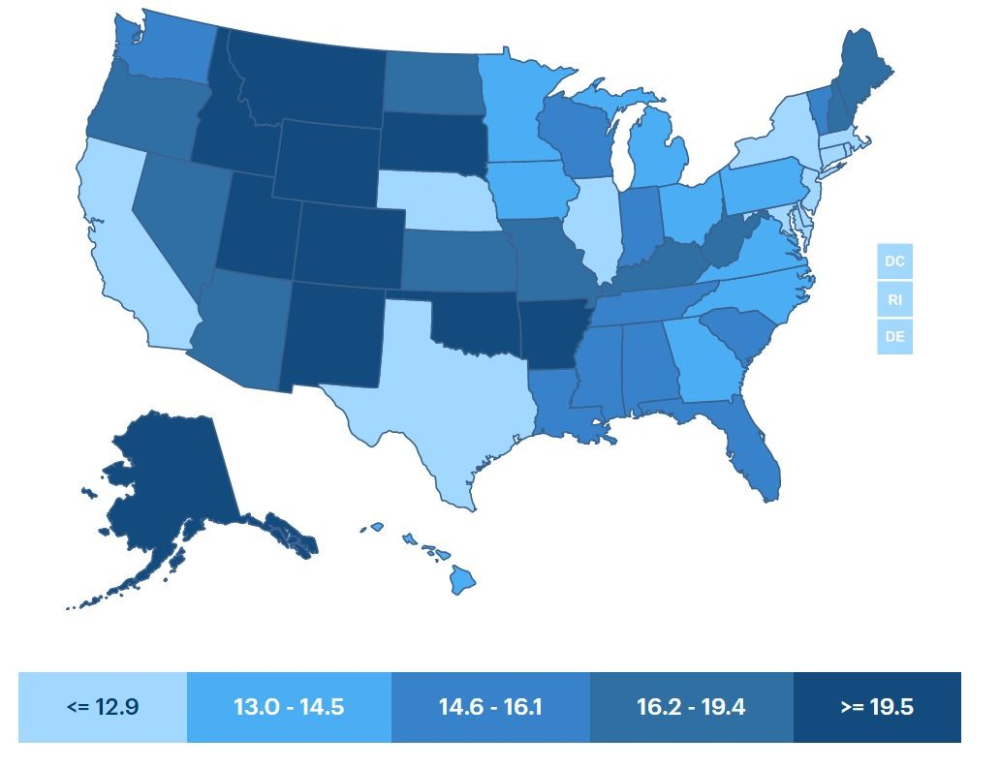 DC
RI
DE
<= 12.9
13.0 - 14.5
14.6 - 16.1
16.2 - 19.4
>= 19.5